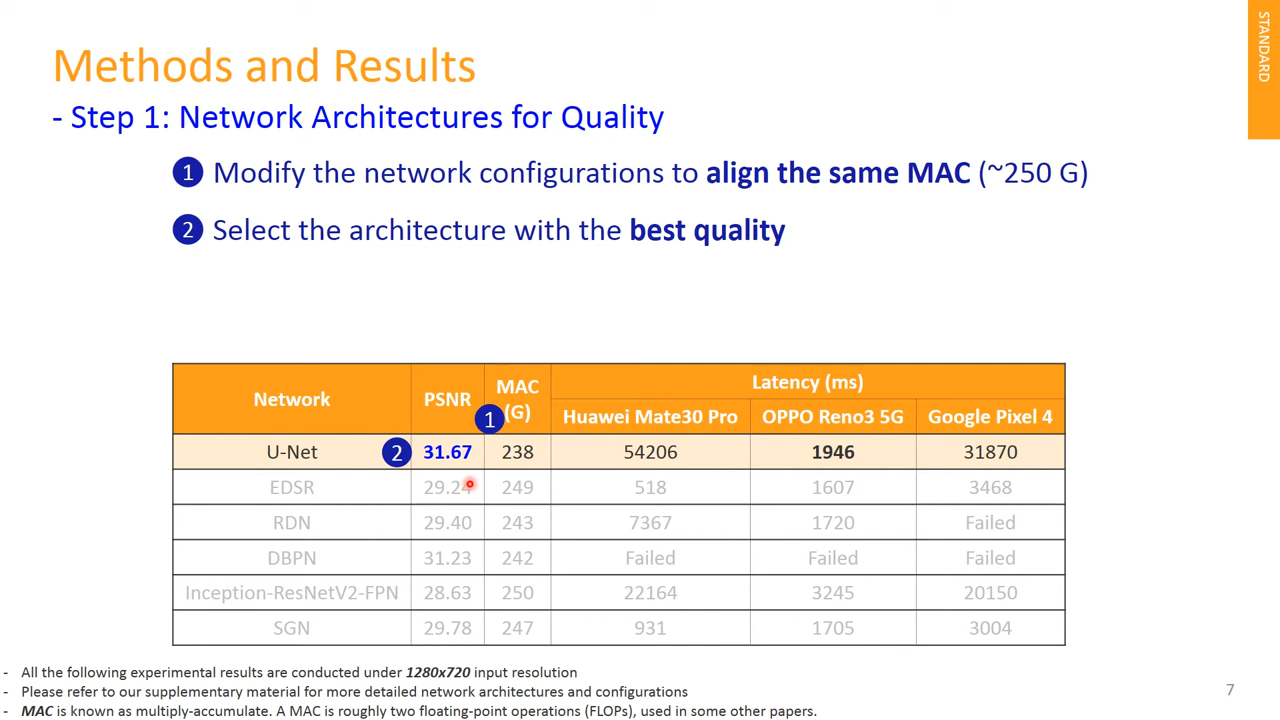 STANDARD
Methods and Results
- Step 1: Network Architectures for Quality
1 Modify the network configurations to align the same MAC (~250 G)
2 Select the architecture with the best quality
Network PSNR MAC (G) Latency (ms)
1 Huawei Mate30 Pro OPPO Reno3 5G Google Pixel 4
U-Net 2 31.67 238 54206 1946 31870
EDSR 29.24 249 518 1607 3468
RDN 29.40 243 7367 1720 Failed
DBPN 31.23 242 Failed Failed Failed
Inception-ResNetV2-FPN 28.63 250 22164 3245 20150
SGN 29.78 247 931 1705 3004
- All the following experimental results are conducted under 1280x720 input resolution
- Please refer to our supplementary material for more detailed network architectures and configurations
- MAC is known as multiply-accumulate. A MAC is roughly two floating-point operations (FLOPs), used in some other papers.
7